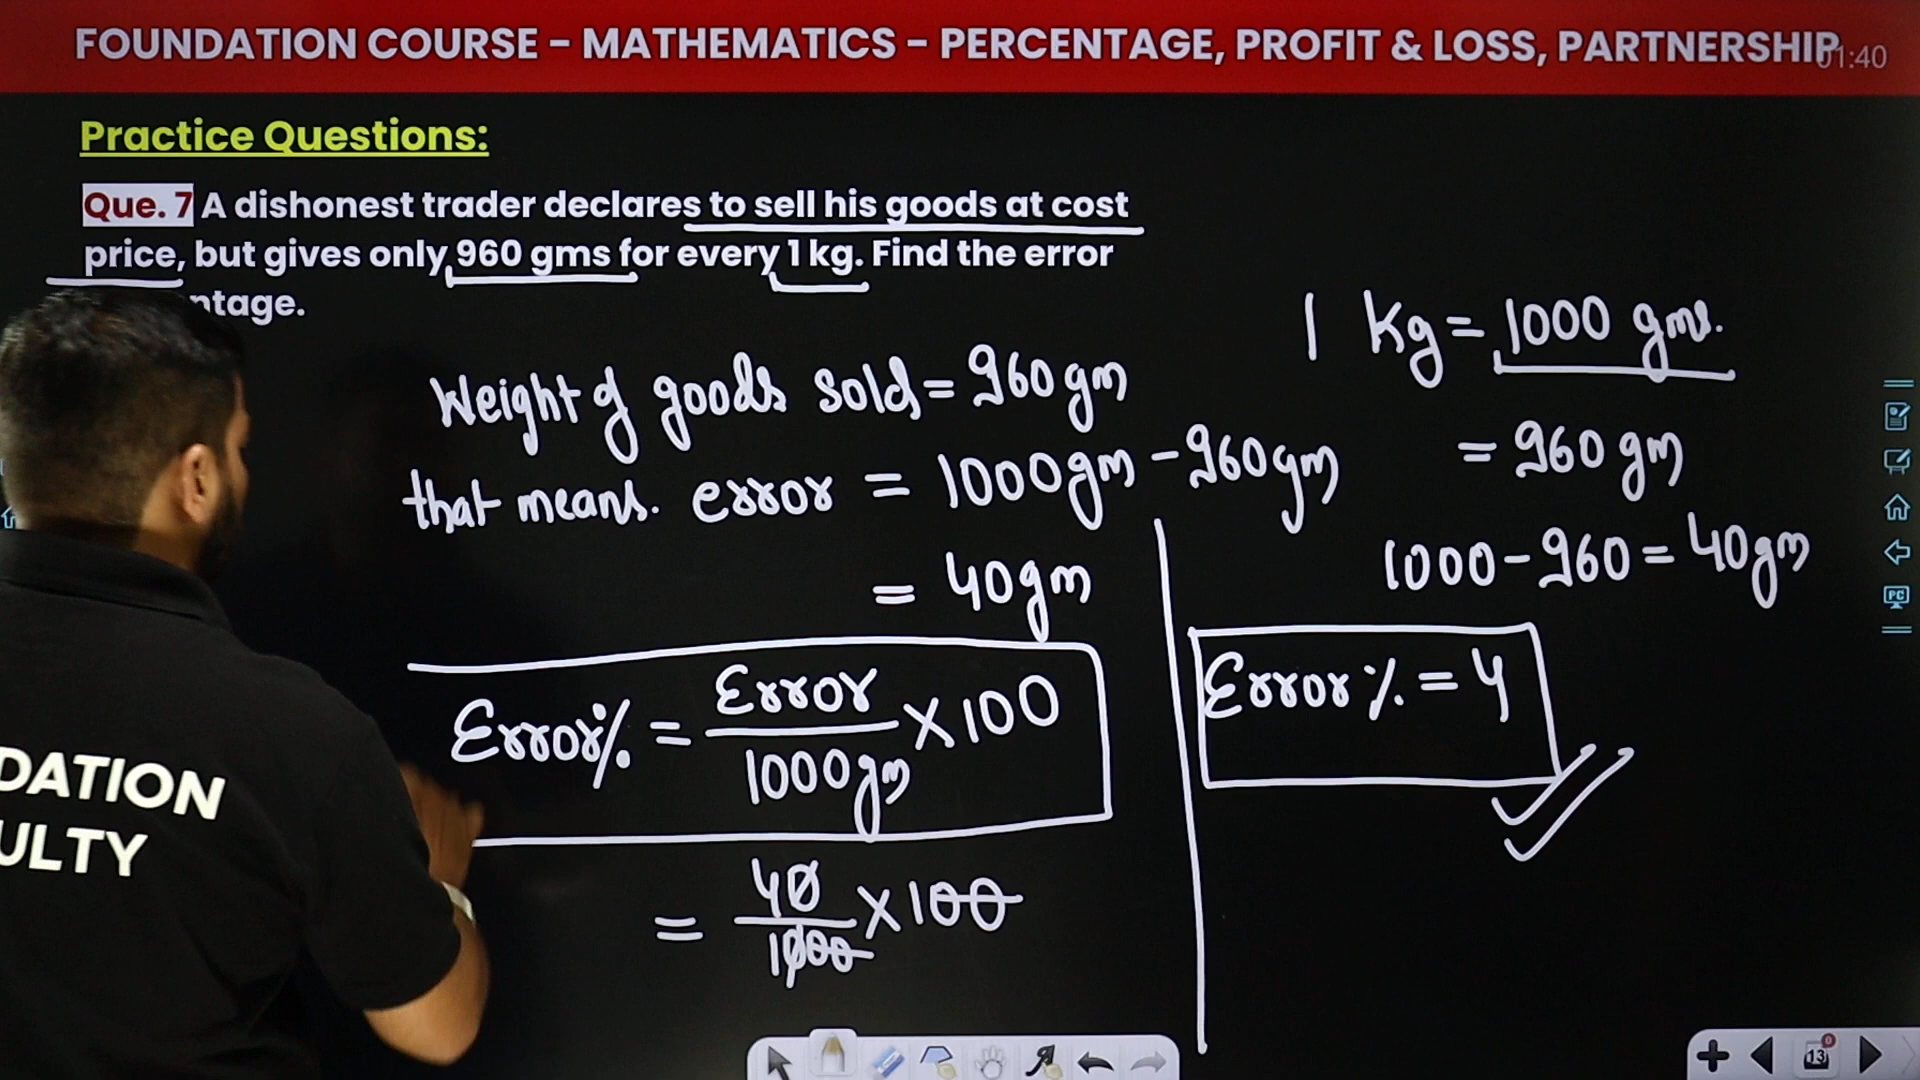 FOUNDATION COURSE - MATHEMATICS - PERCENTAGE, PROFIT & LOSS, PARTNERSHIP
01:40
Practice Questions:
Que. 7 A dishonest trader declares to sell his goods at cost
price, but gives only 960 gms for every 1 kg. Find the error
ntage.
Weight of goods sold = 960 gm
that means. error = 1000gm - 960gm
= 40gm
Error% = Error/1000gm × 100
= 40/1000 × 100
1 Kg = 1000 gms.
= 960 gm
1000 - 960 = 40gm
Error % = 4
DATION
ULTY
PC
13
0